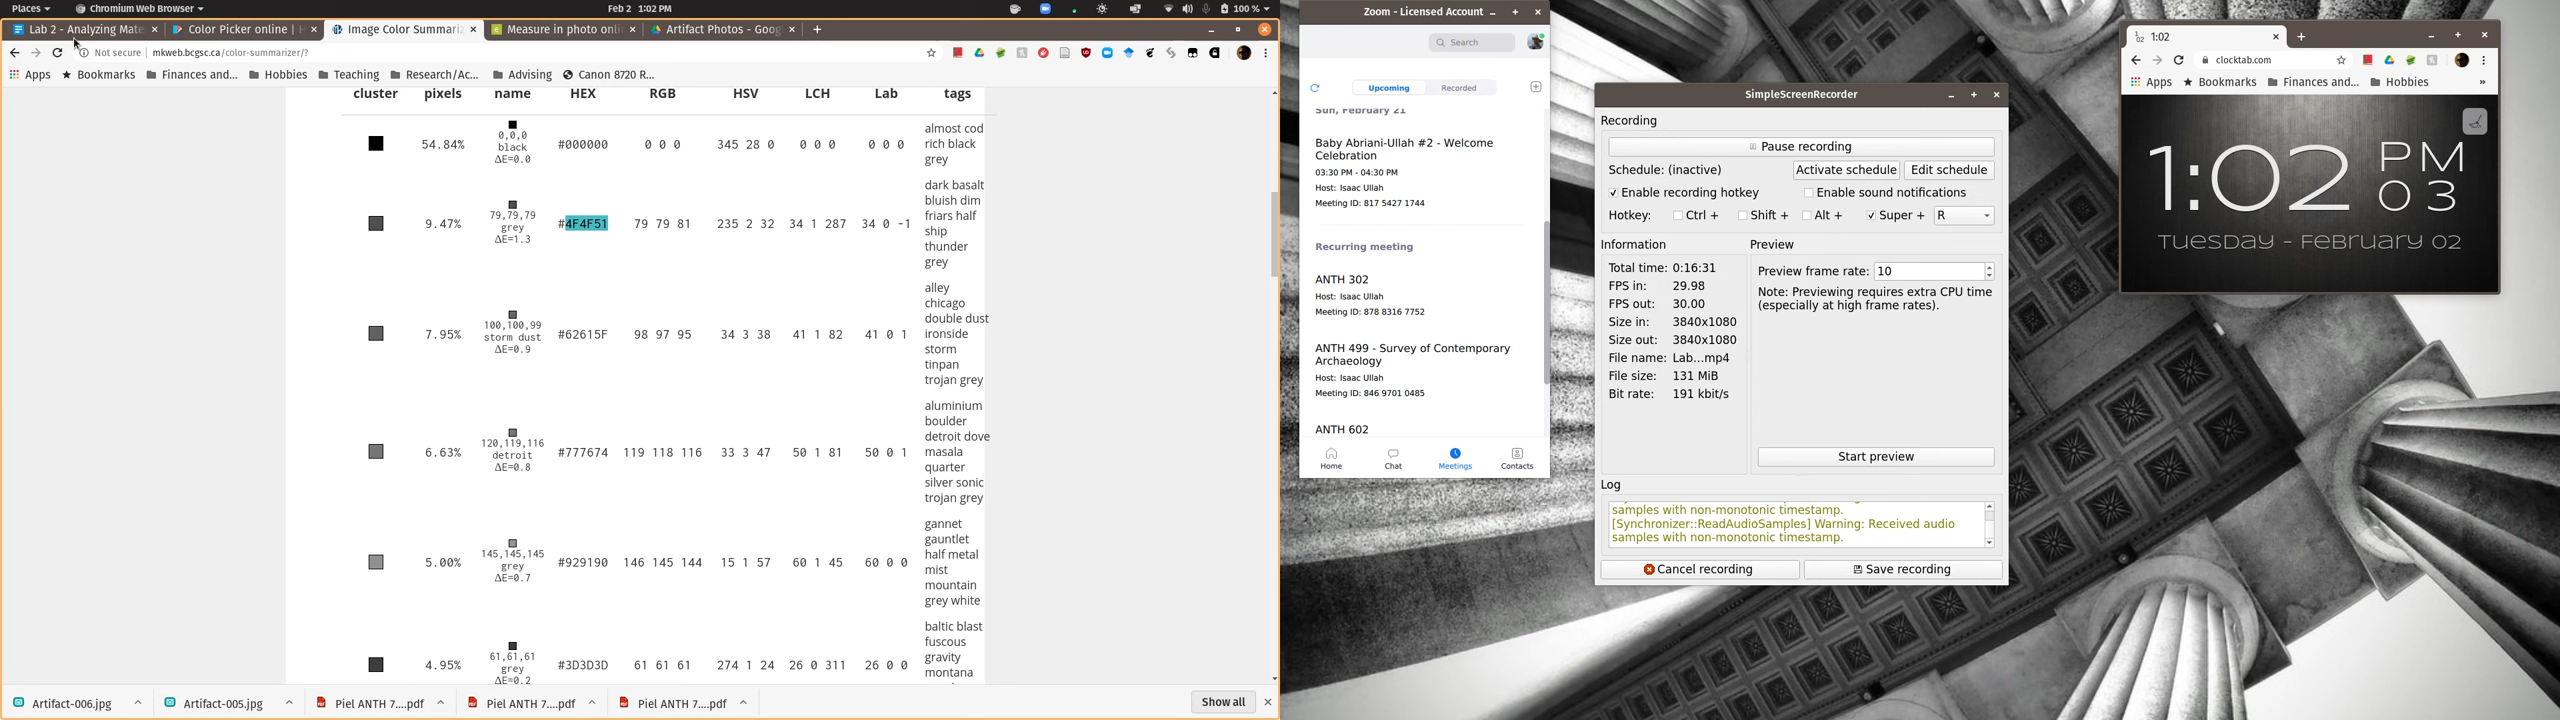 Places
Chromium Web Browser
Feb 2 1:02 PM
100 %
Lab 2 - Analyzing Mate
Color Picker online | H
Image Color Summariz
Measure in photo onli
Artifact Photos - Goog
Not secure | mkweb.bcgsc.ca/color-summarizer/?
Apps
Bookmarks
Finances and...
Hobbies
Teaching
Research/Ac...
Advising
Canon 8720 R...
cluster pixels name HEX RGB HSV LCH Lab tags
54.84%
0,0,0
black
ΔE=0.0
#000000 0 0 0 345 28 0 0 0 0 0 0 0
almost cod
rich black
grey
9.47%
79,79,79
grey
ΔE=1.3
#4F4F51 79 79 81 235 2 32 34 1 287 34 0 -1
dark basalt
bluish dim
friars half
ship
thunder
grey
7.95%
100,100,99
storm dust
ΔE=0.9
#62615F 98 97 95 34 3 38 41 1 82 41 0 1
alley
chicago
double dust
ironside
storm
tinpan
trojan grey
6.63%
120,119,116
detroit
ΔE=0.8
#777674 119 118 116 33 3 47 50 1 81 50 0 1
aluminium
boulder
detroit dove
masala
quarter
silver sonic
trojan grey
5.00%
145,145,145
grey
ΔE=0.7
#929190 146 145 144 15 1 57 60 1 45 60 0 0
gannet
gauntlet
half metal
mist
mountain
grey white
4.95%
61,61,61
grey
ΔE=0.2
#3D3D3D 61 61 61 274 1 24 26 0 311 26 0 0
baltic blast
fuscous
gravity
montana
Artifact-006.jpg
Artifact-005.jpg
Piel ANTH 7....pdf
Piel ANTH 7....pdf
Piel ANTH 7....pdf
Show all
Zoom - Licensed Account
Search
Upcoming
Recorded
Sun, February 21
Baby Abriani-Ullah #2 - Welcome
Celebration
03:30 PM - 04:30 PM
Host: Isaac Ullah
Meeting ID: 817 5427 1744
Recurring meeting
ANTH 302
Host: Isaac Ullah
Meeting ID: 878 8316 7752
ANTH 499 - Survey of Contemporary
Archaeology
Host: Isaac Ullah
Meeting ID: 846 9701 0485
ANTH 602
Home
Chat
Meetings
Contacts
SimpleScreenRecorder
Recording
Pause recording
Schedule: (inactive)
Activate schedule
Edit schedule
Enable recording hotkey
Enable sound notifications
Hotkey: Ctrl + Shift + Alt + Super + R
Information
Total time: 0:16:31
FPS in: 29.98
FPS out: 30.00
Size in: 3840x1080
Size out: 3840x1080
File name: Lab...mp4
File size: 131 MiB
Bit rate: 191 kbit/s
Preview
Preview frame rate: 10
Note: Previewing requires extra CPU time
(especially at high frame rates).
Start preview
Log
samples with non-monotonic timestamp.
[Synchronizer::ReadAudioSamples] Warning: Received audio
samples with non-monotonic timestamp.
Cancel recording
Save recording
1:02
clocktab.com
Apps
Bookmarks
Finances and...
Hobbies
»
1:02 PM
03
Tuesday - February 02